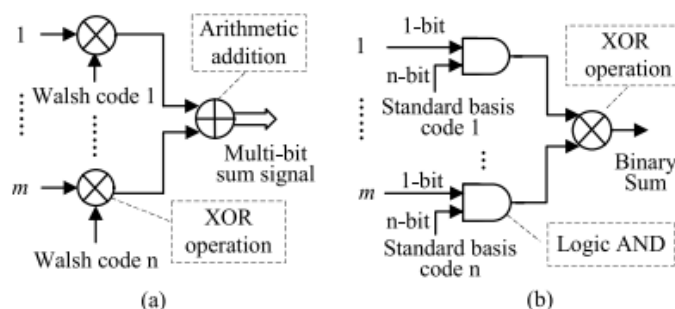 1
Walsh code 1
Arithmetic
addition
Multi-bit
sum signal
m
Walsh code n
XOR
operation
(a)
1
1-bit
n-bit
Standard basis
code 1
XOR
operation
Binary
Sum
m
1-bit
n-bit
Standard basis
code n
Logic AND
(b)